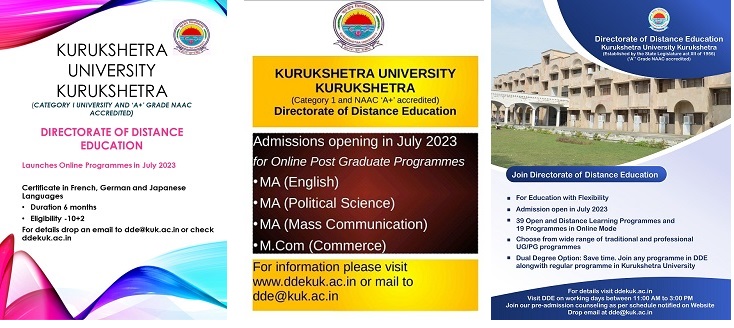 KURUKSHETRA
UNIVERSITY
KURUKSHETRA
(CATEGORY I UNIVERSITY AND 'A+' GRADE NAAC
ACCREDITED)
DIRECTORATE OF DISTANCE
EDUCATION
Launches Online Programmes in July 2023
Certificate in French, German and Japanese
Languages
• Duration 6 months
• Eligibility -10+2
For details drop an email to dde@kuk.ac.in or check
ddekuk.ac.in
KURUKSHETRA UNIVERSITY
KURUKSHETRA
(Category 1 and NAAC 'A+' accredited)
Directorate of Distance Education
Admissions opening in July 2023
for Online Post Graduate Programmes
•MA (English)
•MA (Political Science)
•MA (Mass Communication)
•M.Com (Commerce)
For information please visit
www.ddekuk.ac.in or mail to
dde@kuk.ac.in
Directorate of Distance Education
Kurukshetra University Kurukshetra
(Established by the State Legislature act XII of 1956)
('A+' Grade NAAC accredited)
Join Directorate of Distance Education
• For Education with Flexibility
• Admission open in July 2023
• 39 Open and Distance Learning Programmes and
19 Programmes in Online Mode
• Choose from wide range of traditional and professional
UG/PG programmes
• Dual Degree Option: Save time. Join any programme in DDE
alongwith regular programme in Kurukshetra University
For details visit ddekuk.ac.in
Visit DDE on working days between 11:00 AM to 3:00 PM
Join our pre-admission counseling as per schedule notified on Website
Drop email at dde@kuk.ac.in